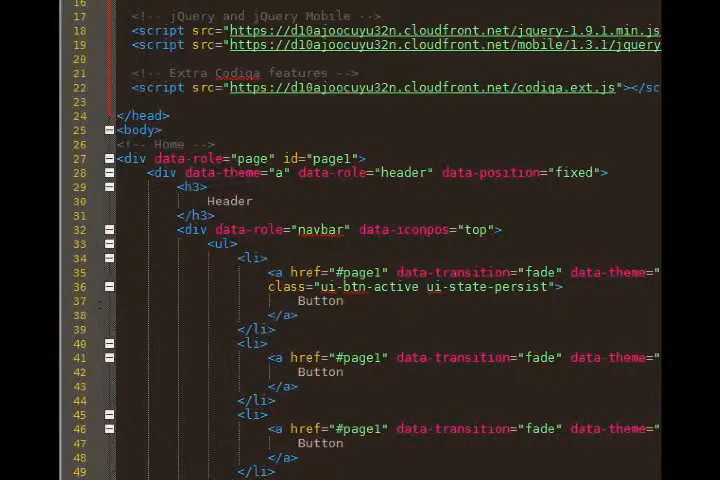 16
17 <!-- jQuery and jQuery Mobile -->
18 <script src="https://d10ajoocuyu32n.cloudfront.net/jquery-1.9.1.min.js
19 <script src="https://d10ajoocuyu32n.cloudfront.net/mobile/1.3.1/jquery
20
21 <!-- Extra Codiqa features -->
22 <script src="https://d10ajoocuyu32n.cloudfront.net/codiqa.ext.js"></sc
23
24 </head>
25 <body>
26 <!-- Home -->
27 <div data-role="page" id="page1">
28 <div data-theme="a" data-role="header" data-position="fixed">
29 <h3>
30 Header
31 </h3>
32 <div data-role="navbar" data-iconpos="top">
33 <ul>
34 <li>
35 <a href="#page1" data-transition="fade" data-theme="
36 class="ui-btn-active ui-state-persist">
37 Button
38 </a>
39 </li>
40 <li>
41 <a href="#page1" data-transition="fade" data-theme="
42 Button
43 </a>
44 </li>
45 <li>
46 <a href="#page1" data-transition="fade" data-theme="
47 Button
48 </a>
49 </li>